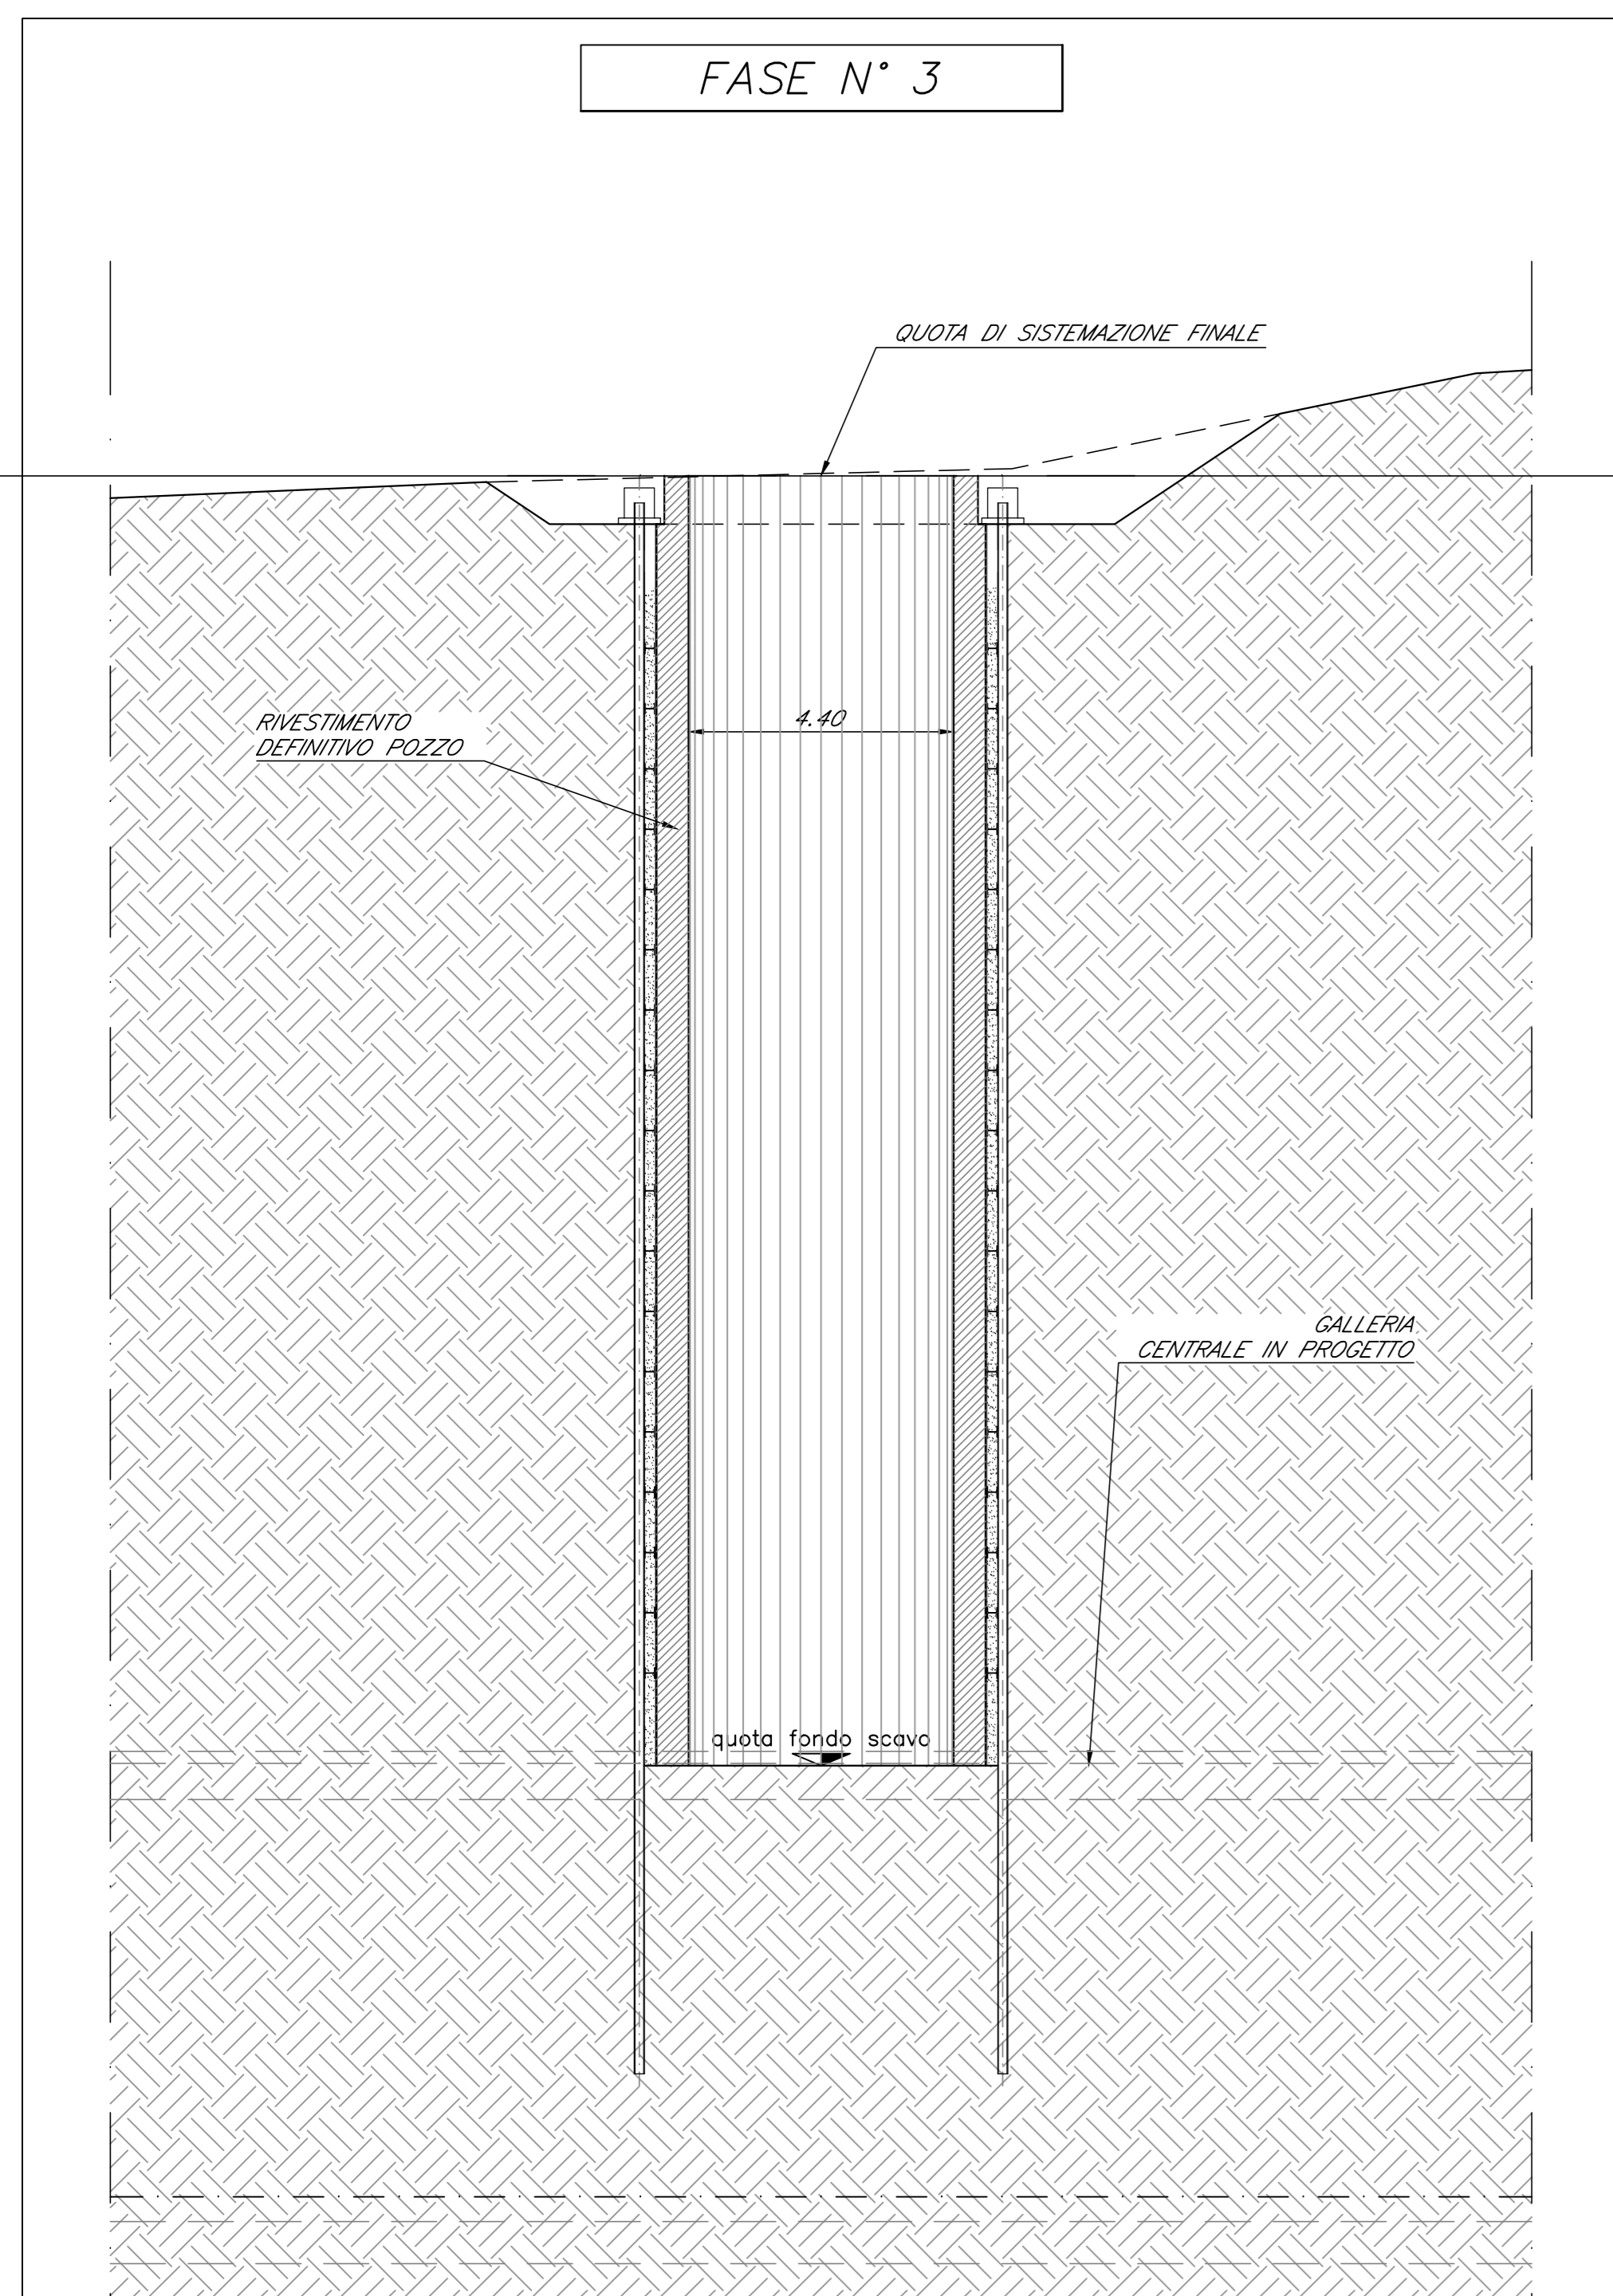 FASE N° 3
QUOTA DI SISTEMAZIONE FINALE
RIVESTIMENTO
DEFINITIVO POZZO
4.40
GALLERIA
CENTRALE IN PROGETTO
quota fondo scavo